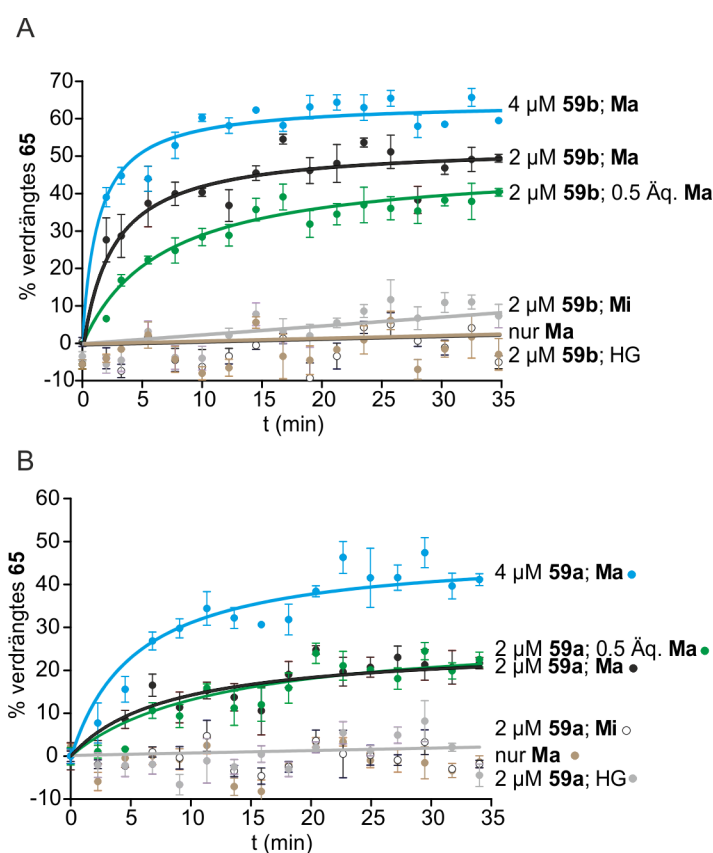 A
% verdrängtes 65
70
60
50
40
30
20
10
0
-10
0
5
10
15
20
25
30
35
t (min)
4 µM 59b; Ma
2 µM 59b; Ma
2 µM 59b; 0.5 Äq. Ma
2 µM 59b; Mi
nur Ma
2 µM 59b; HG
B
% verdrängtes 65
60
50
40
30
20
10
0
-10
0
5
10
15
20
25
30
35
t (min)
4 µM 59a; Ma
2 µM 59a; 0.5 Äq. Ma
2 µM 59a; Ma
2 µM 59a; Mi
nur Ma
2 µM 59a; HG